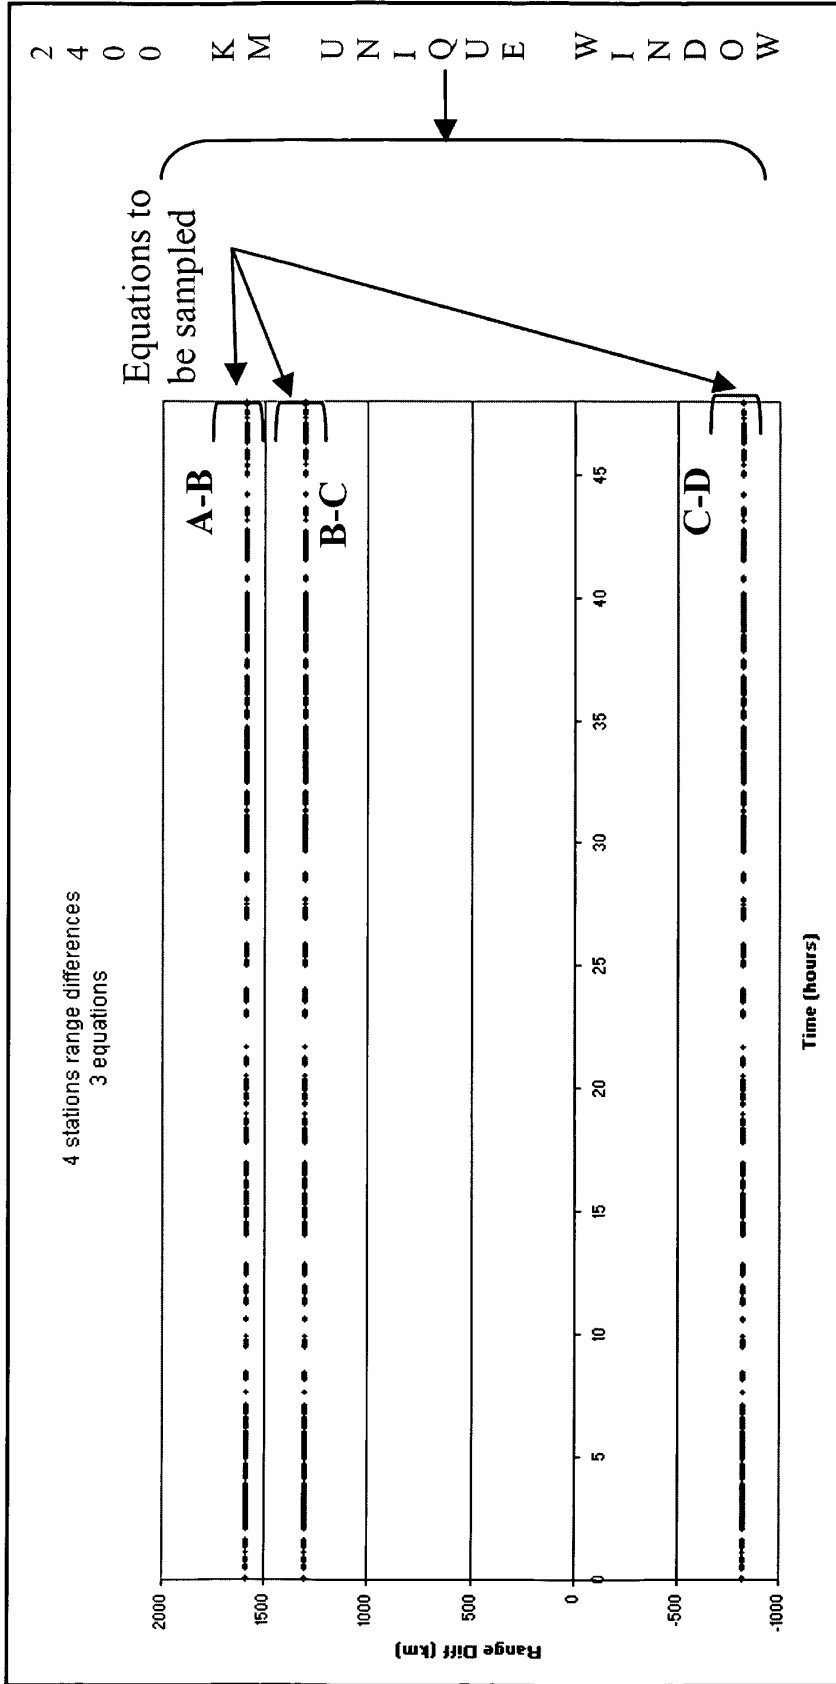 4 stations range differences
3 equations
Equations to
be sampled
2400 KM UNIQUE WINDOW
A-B
B-C
C-D
Range Diff (km)
2000
1500
1000
500
0
-500
-1000
0 5 10 15 20 25 30 35 40 45
Time (hours)